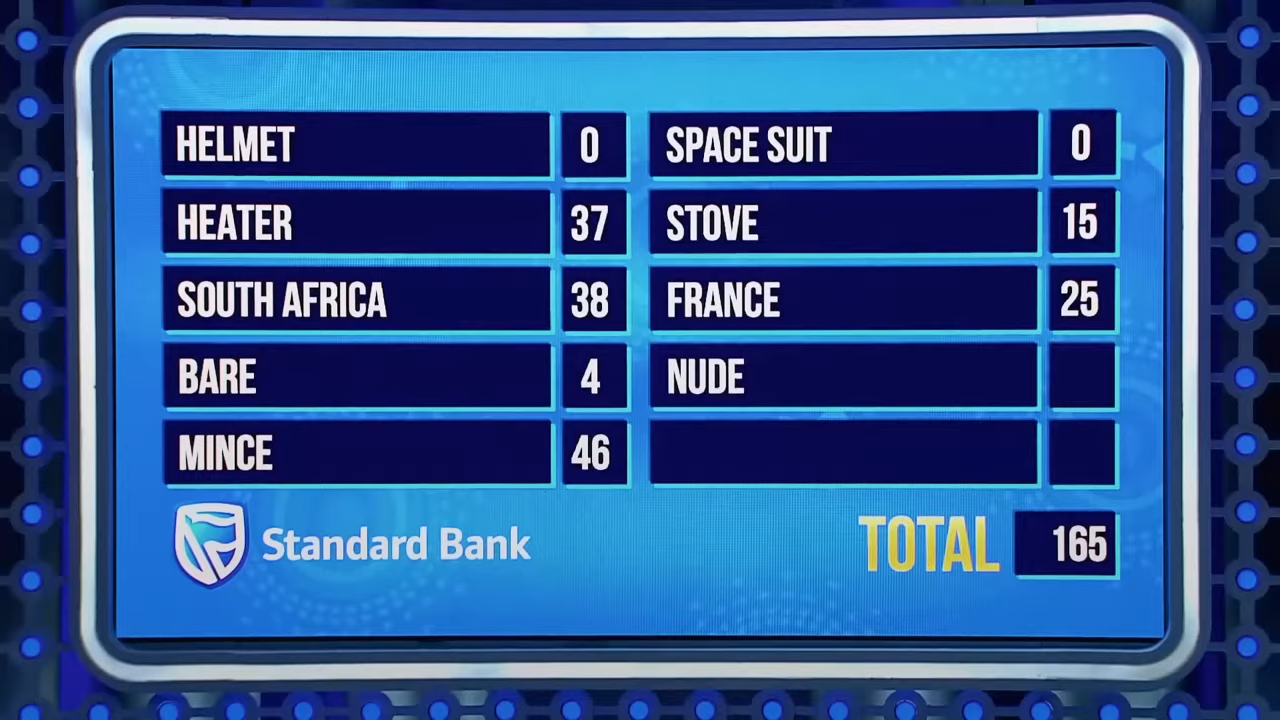 HELMET 0 SPACE SUIT 0
HEATER 37 STOVE 15
SOUTH AFRICA 38 FRANCE 25
BARE 4 NUDE
MINCE 46
Standard Bank TOTAL 165